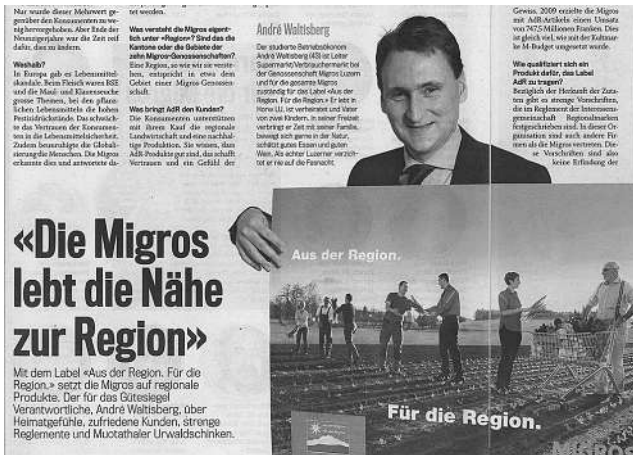 Nur wurde dieser Mehrwert ge-
genüber den Konsumenten zu we-
nig hervorgehoben. Aber Ende der
Neunzigerjahre war die Zeit reif
dafür, dies zu ändern.
Weshalb?
In Europa gab es Lebensmittel-
skandale. Beim Fleisch waren BSE
und die Maul- und Klauenseuche
grosse Themen, bei den pflanz-
lichen Lebensmitteln die hohen
Pestizidrückstände. Das schwäch-
te das Vertrauen der Konsumen-
ten in die Lebensmittelsicherheit.
Zudem beunruhigte die Globali-
sierung die Menschen. Die Migros
erkannte dies und antwortete da-
tet werden.
Was versteht die Migros eigent-
lich unter «Region»? Sind das die
Kantone oder die Gebiete der
zehn Migros-Genossenschaften?
Eine Region, so wie wir sie verste-
hen, entspricht in etwa dem
Gebiet einer Migros-Genossen-
schaft.
Was bringt AdR den Kunden?
Die Konsumenten unterstützen
mit ihrem Kauf die regionale
Landwirtschaft und eine nachhal-
tige Produktion. Sie wissen, dass
AdR-Produkte gut sind, das schafft
Vertrauen und ein Gefühl der
André Waltisberg
Der studierte Betriebsökonom
André Waltisberg (43) ist Leiter
Supermarkt/Verbrauchermarkt bei
der Genossenschaft Migros Luzern
und für die gesamte Migros
zuständig für das Label «Aus der
Region. Für die Region.» Er lebt in
Horw LU, ist verheiratet und Vater
von zwei Kindern. In seiner Freizeit
verbringt er Zeit mit seiner Familie,
bewegt sich gerne in der Natur,
schätzt gutes Essen und guten
Wein. Als echter Luzerner verzich-
tet er nie auf die Fasnacht.
Gewiss. 2009 erzielte die Migros
mit AdR-Artikeln einen Umsatz
von 747,5 Millionen Franken. Dies
ist gleich viel, wie mit der Kultmar-
ke M-Budget umgesetzt wurde.
Wie qualifiziert sich ein
Produkt dafür, das Label
AdR zu tragen?
Bezüglich der Herkunft der Zuta-
ten gibt es strenge Vorschriften,
die im Reglement der Interessen-
gemeinschaft Regionalmarken
festgeschrieben sind. In dieser Or-
ganisation sind auch andere Fir-
men als die Migros vertreten. Die-
se Vorschriften sind also
keine Erfindung der
«Die Migros
lebt die Nähe
zur Region»
Mit dem Label «Aus der Region. Für die
Region.» setzt die Migros auf regionale
Produkte. Der für das Gütesiegel
Verantwortliche, André Waltisberg, über
Heimatgefühle, zufriedene Kunden, strenge
Reglemente und Muotathaler Urwaldschinken.
Aus der Region.
Für die Region.
Migros